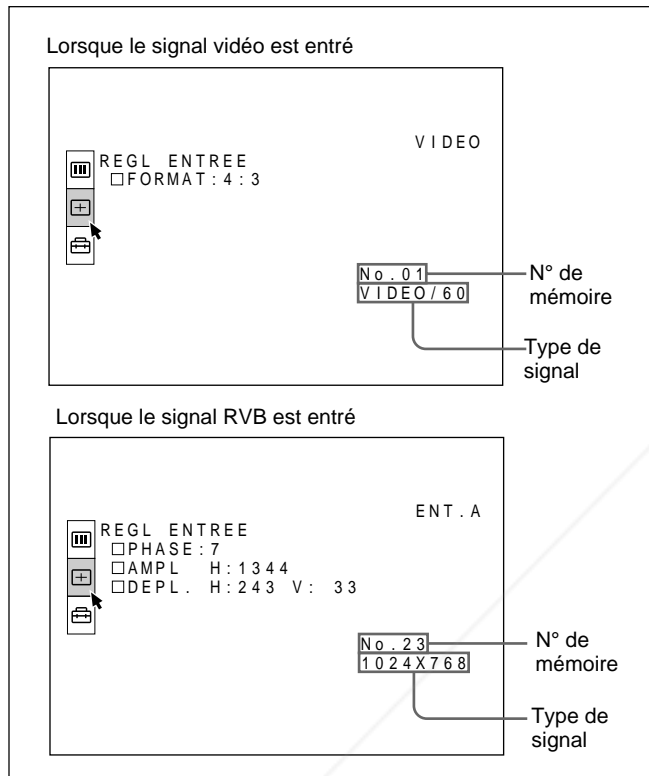 Lorsque le signal vidéo est entré
VIDEO
REGL ENTREE
□FORMAT:4:3
No.01
VIDEO/60
N° de
mémoire
Type de
signal
Lorsque le signal RVB est entré
ENT.A
REGL ENTREE
□PHASE:7
□AMPL H:1344
□DEPL. H:243 V: 33
No.23
1024X768
N° de
mémoire
Type de
signal